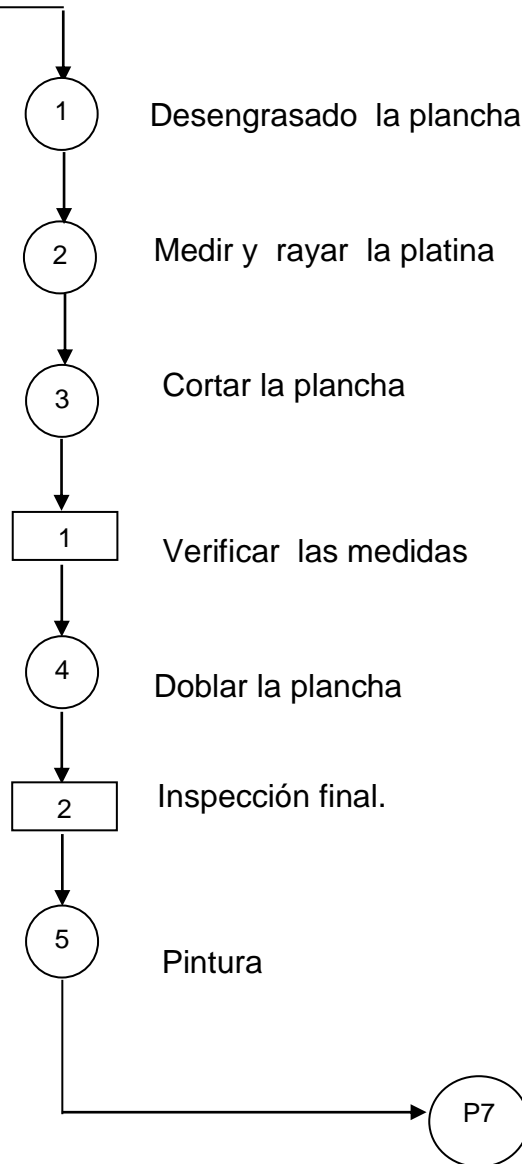 1 Desengrasado la plancha
2 Medir y rayar la platina
3 Cortar la plancha
1 Verificar las medidas
4 Doblar la plancha
2 Inspección final.
5 Pintura
P7